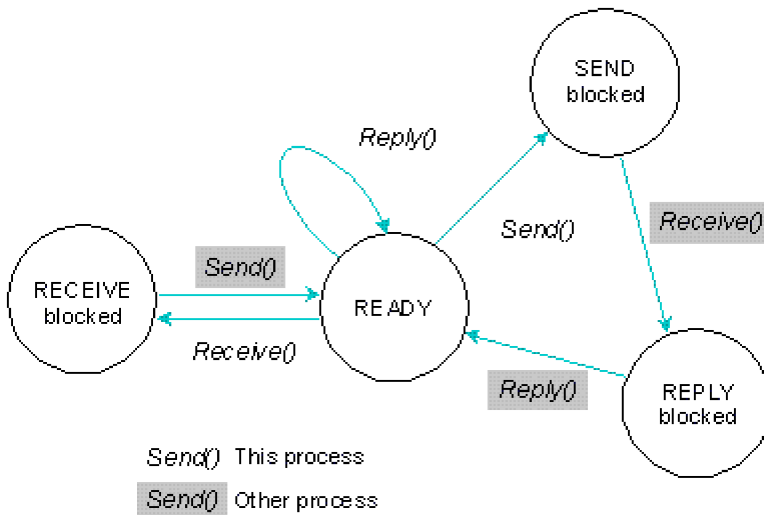 SEND
blocked
Reply()
Send()
Receive()
Send()
RECEIVE
blocked
READY
Receive()
Reply()
REPLY
blocked
Send() This process
Send() Other process